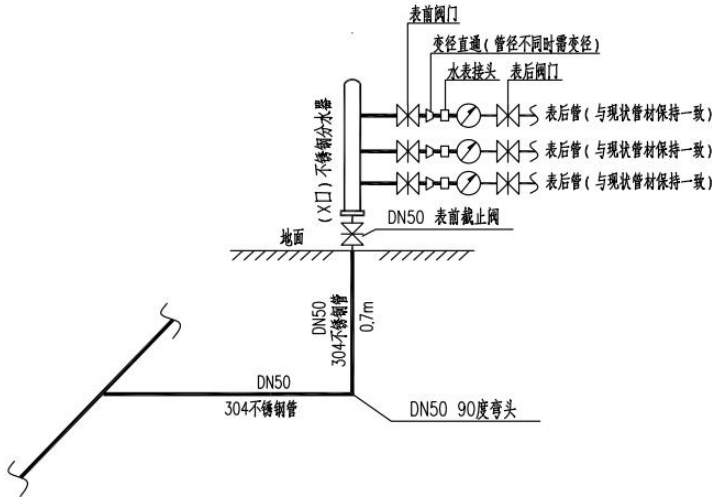 表前阀门
变径直通(管径不同时需变径)
水表接头
表后阀门
表后管(与现状管材保持一致)
表后管(与现状管材保持一致)
表后管(与现状管材保持一致)
(X口)不锈钢分水器
DN50 表前截止阀
地面
DN50
304不锈钢管
0.7m
DN50
304不锈钢管
DN50 90度弯头